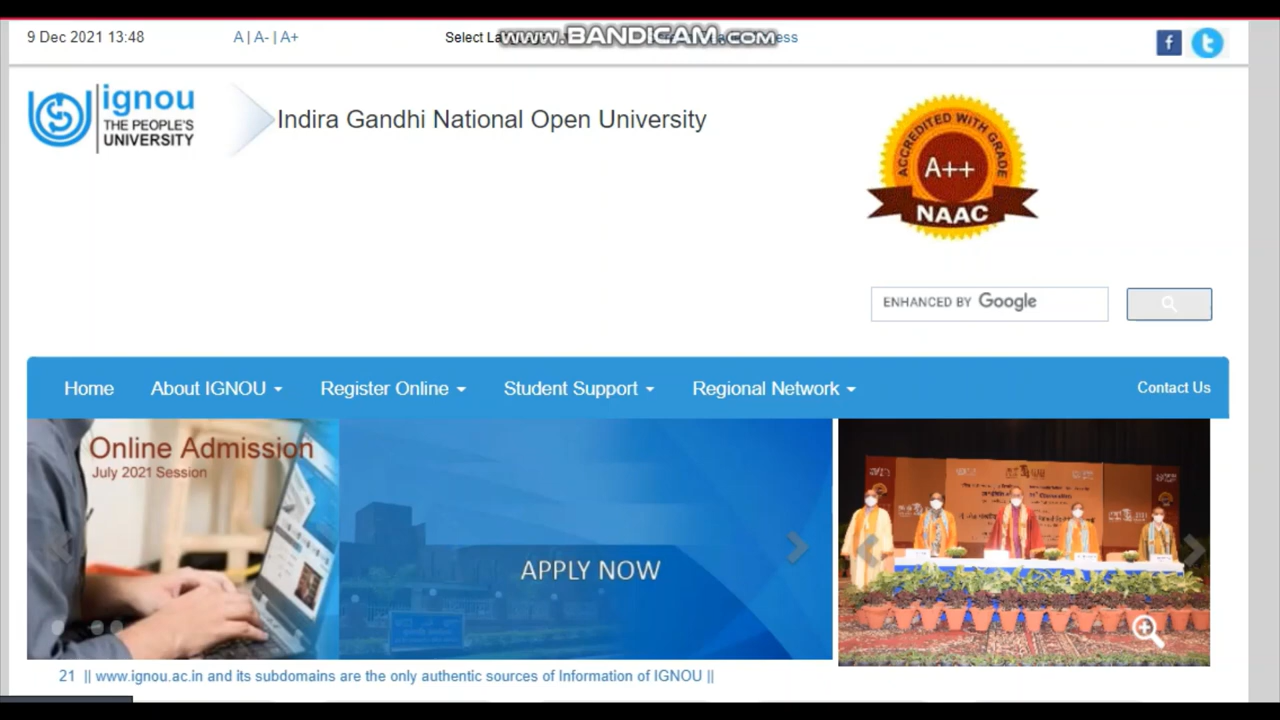 9 Dec 2021 13:48
A | A- | A+
Select La
www.BANDICAM.com
ess
ignou
THE PEOPLE'S
UNIVERSITY
Indira Gandhi National Open University
ACCREDITED WITH GRADE
A++
NAAC
ENHANCED BY Google
Home
About IGNOU
Register Online
Student Support
Regional Network
Contact Us
Online Admission
July 2021 Session
APPLY NOW
21 || www.ignou.ac.in and its subdomains are the only authentic sources of Information of IGNOU ||